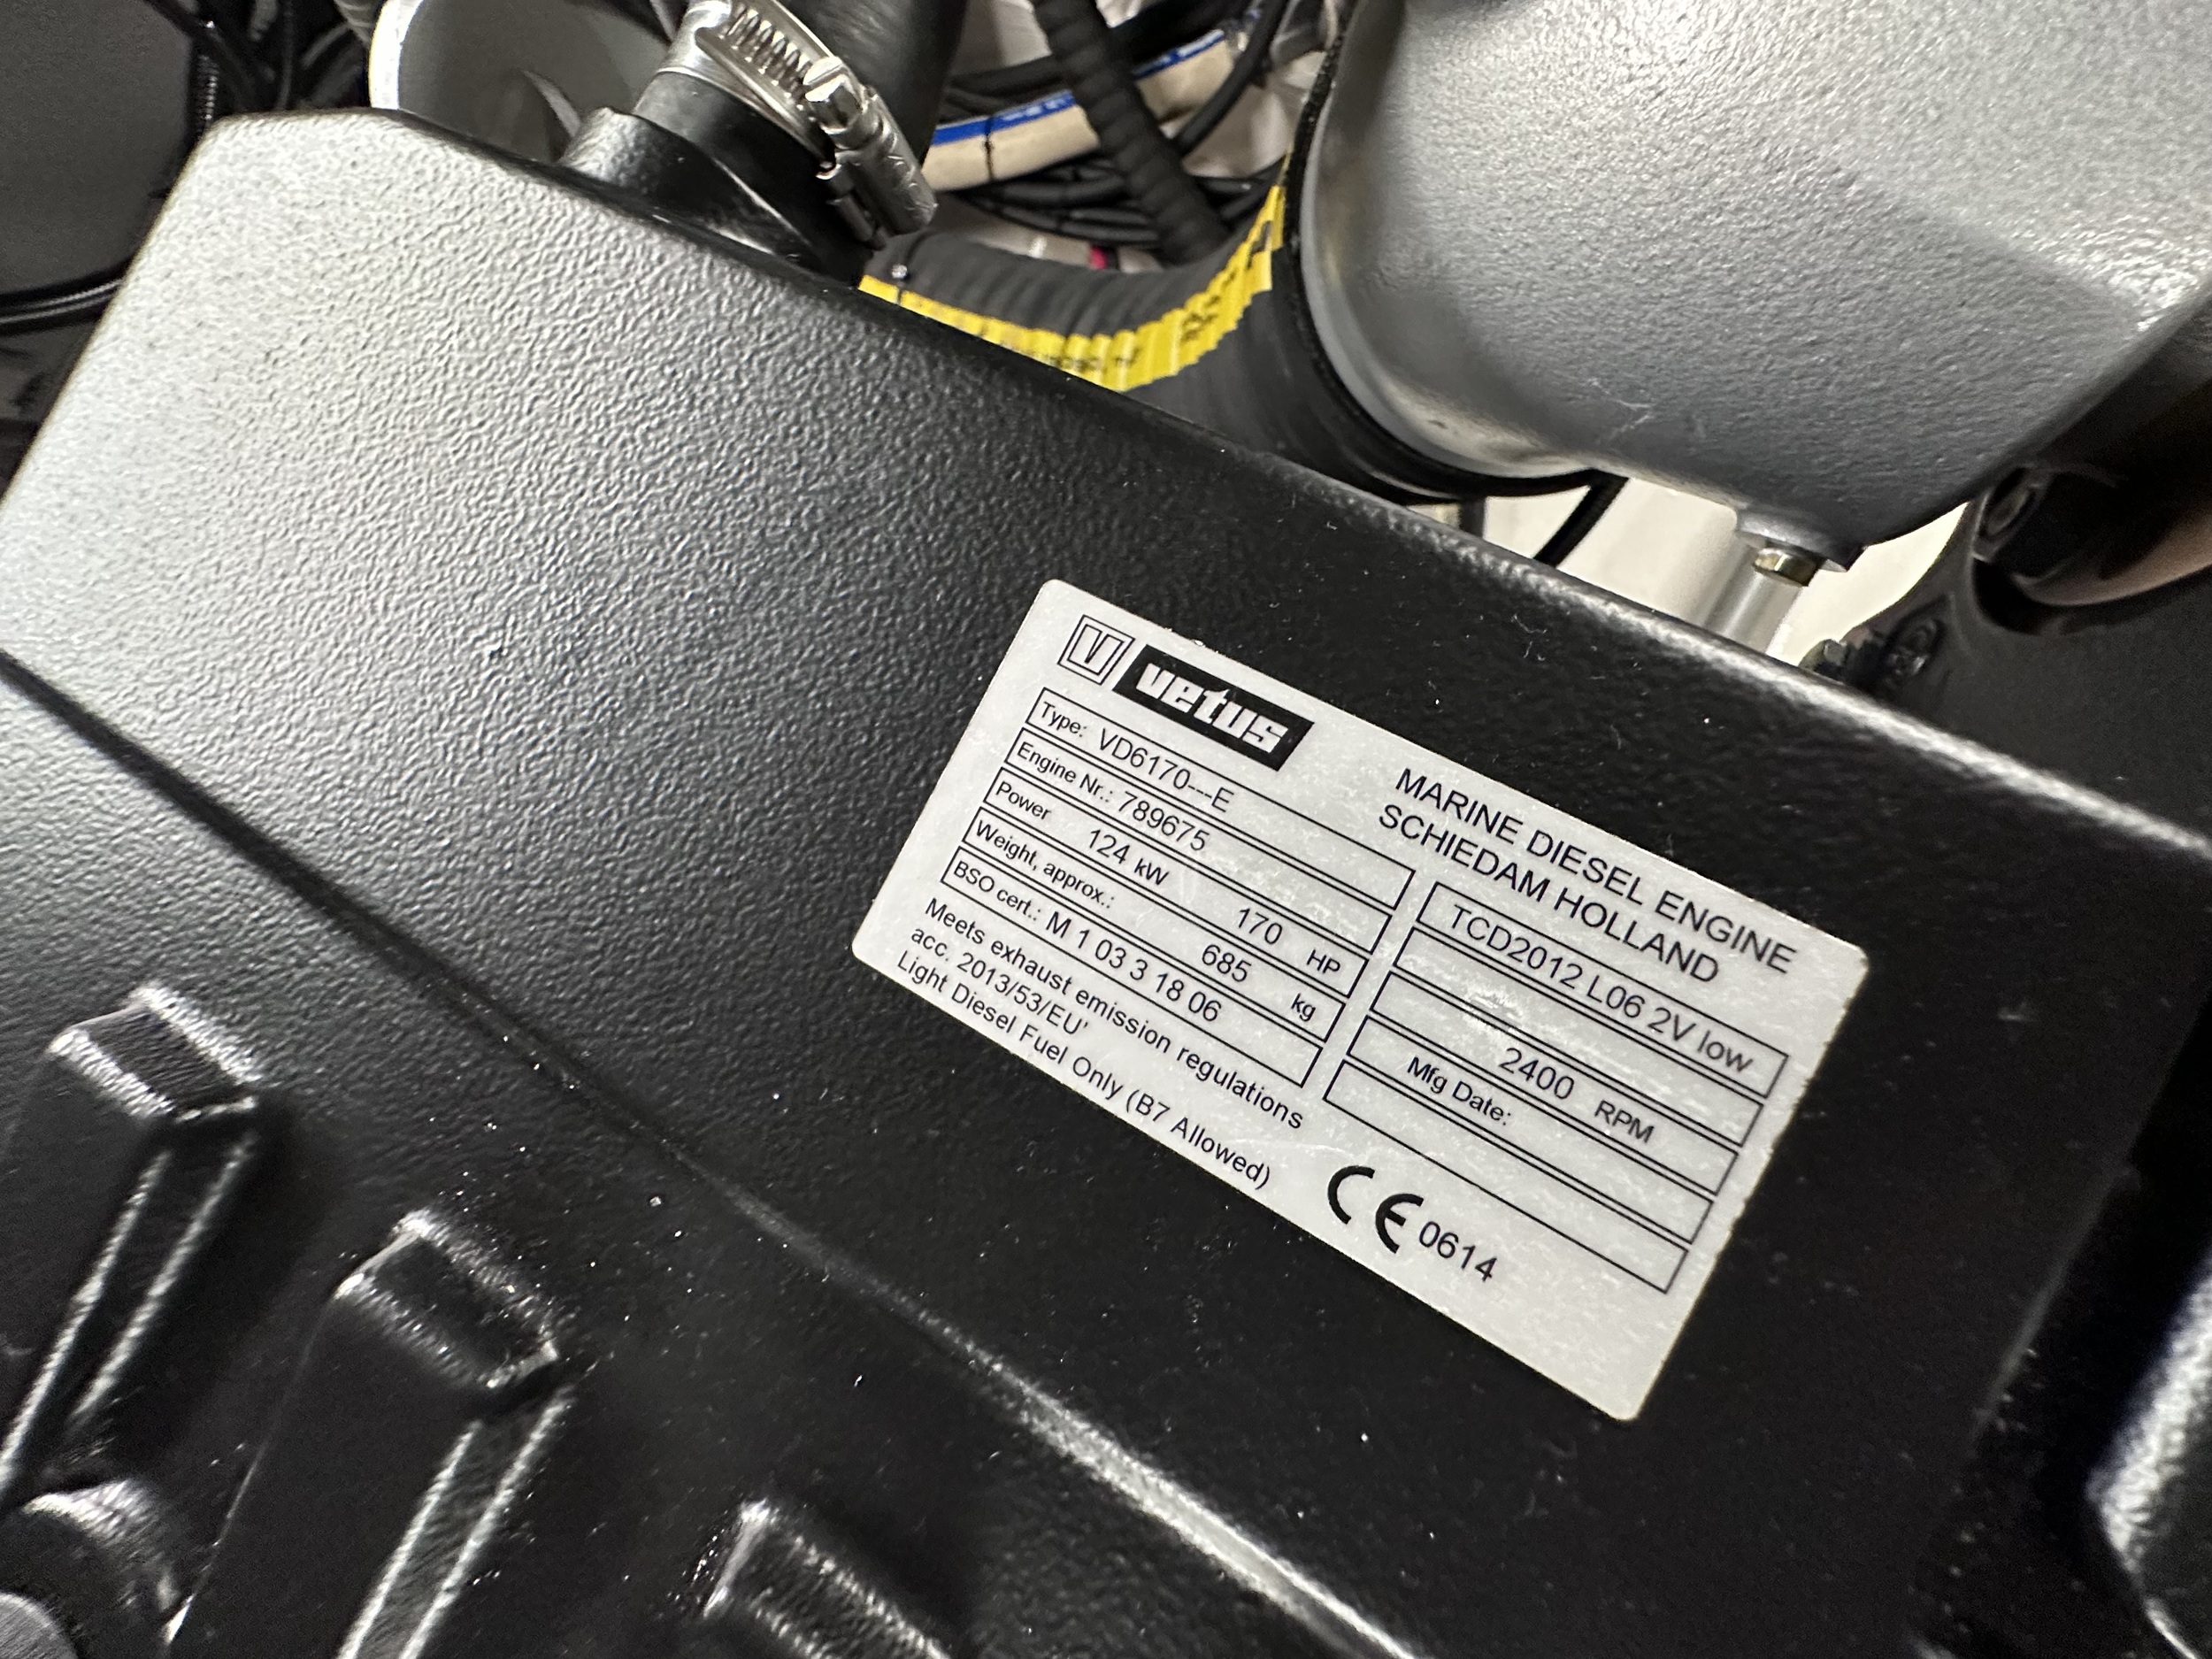 V vetus
MARINE DIESEL ENGINE
SCHIEDAM HOLLAND
Type: VD6170---E
TCD2012 L06 2V low
Engine Nr.: 789675
Power 124 kW 170 HP
2400 RPM
Weight, approx.: 685 kg
Mfg Date:
BSO cert.: M 1 03 3 18 06
Meets exhaust emission regulations
acc. 2013/53/EU'
Light Diesel Fuel Only (B7 Allowed)
CE 0614